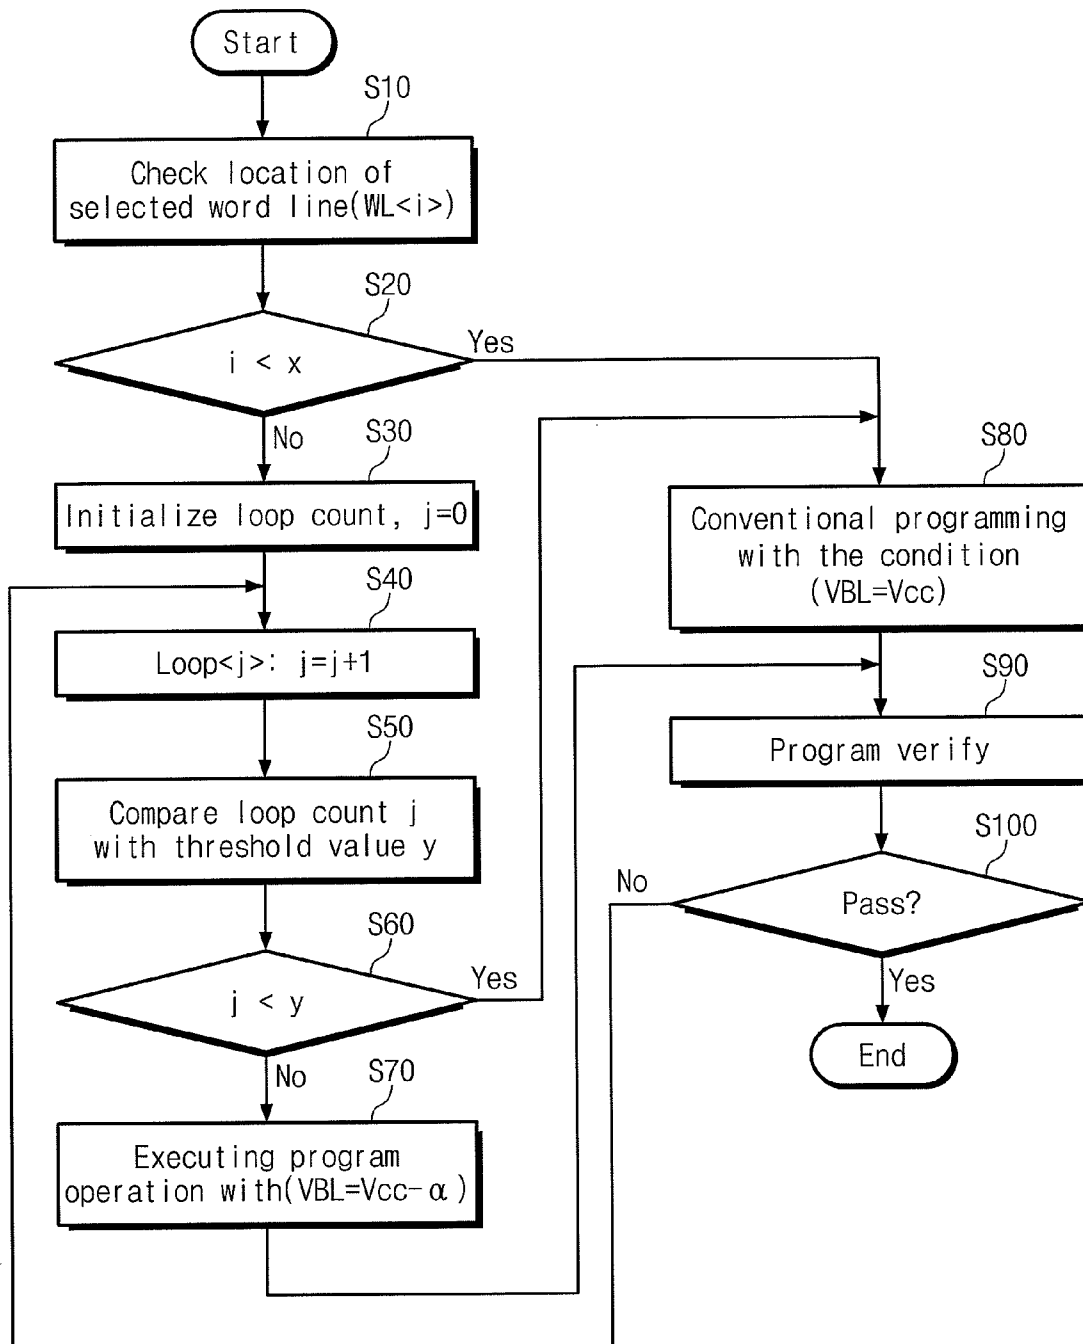 Start
S10
Check location of
selected word line(WL<i>)
S20
i < x
Yes
No
S30
Initialize loop count, j=0
S40
Loop<j>: j=j+1
S50
Compare loop count j
with threshold value y
S60
j < y
Yes
No
S70
Executing program
operation with(VBL=Vcc-α)
S80
Conventional programming
with the condition
(VBL=Vcc)
S90
Program verify
S100
Pass?
No
Yes
End